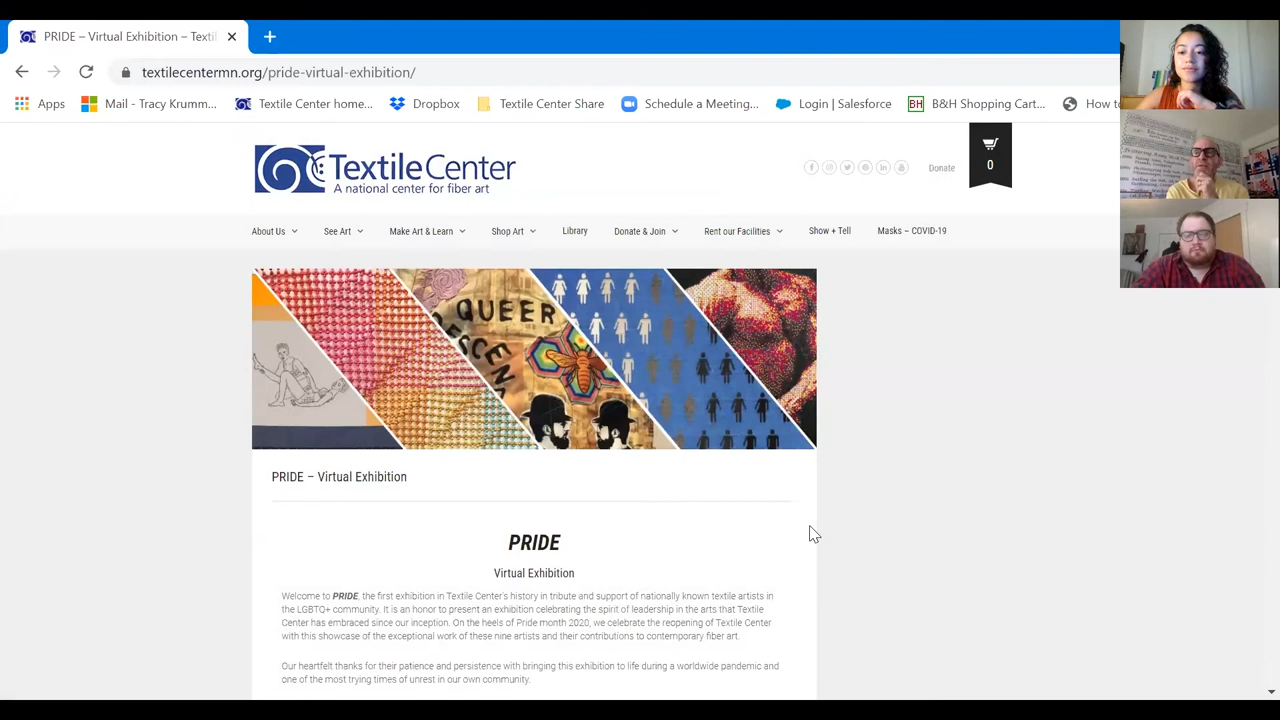 PRIDE – Virtual Exhibition – Texti
textilecentermn.org/pride-virtual-exhibition/
Apps
Mail - Tracy Krumm...
Textile Center home...
Dropbox
Textile Center Share
Schedule a Meeting...
Login | Salesforce
BH
B&H Shopping Cart...
How to
TextileCenter
A national center for fiber art
Donate
0
About Us
See Art
Make Art & Learn
Shop Art
Library
Donate & Join
Rent our Facilities
Show + Tell
Masks – COVID-19
QUEER
PRIDE – Virtual Exhibition
PRIDE
Virtual Exhibition
Welcome to PRIDE, the first exhibition in Textile Center's history in tribute and support of nationally known textile artists in
the LGBTQ+ community. It is an honor to present an exhibition celebrating the spirit of leadership in the arts that Textile
Center has embraced since our inception. On the heels of Pride month 2020, we celebrate the reopening of Textile Center
with this showcase of the exceptional work of these nine artists and their contributions to contemporary fiber art.
Our heartfelt thanks for their patience and persistence with bringing this exhibition to life during a worldwide pandemic and
one of the most trying times of unrest in our own community.